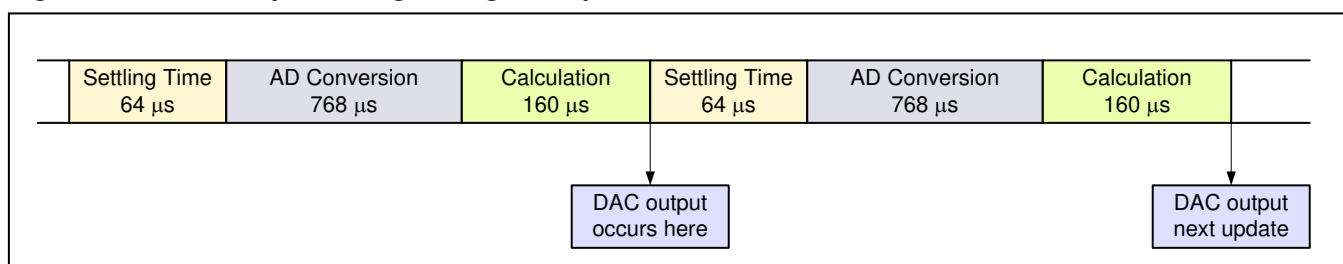 Settling Time
64 μs
AD Conversion
768 μs
Calculation
160 μs
Settling Time
64 μs
AD Conversion
768 μs
Calculation
160 μs
DAC output
occurs here
DAC output
next update